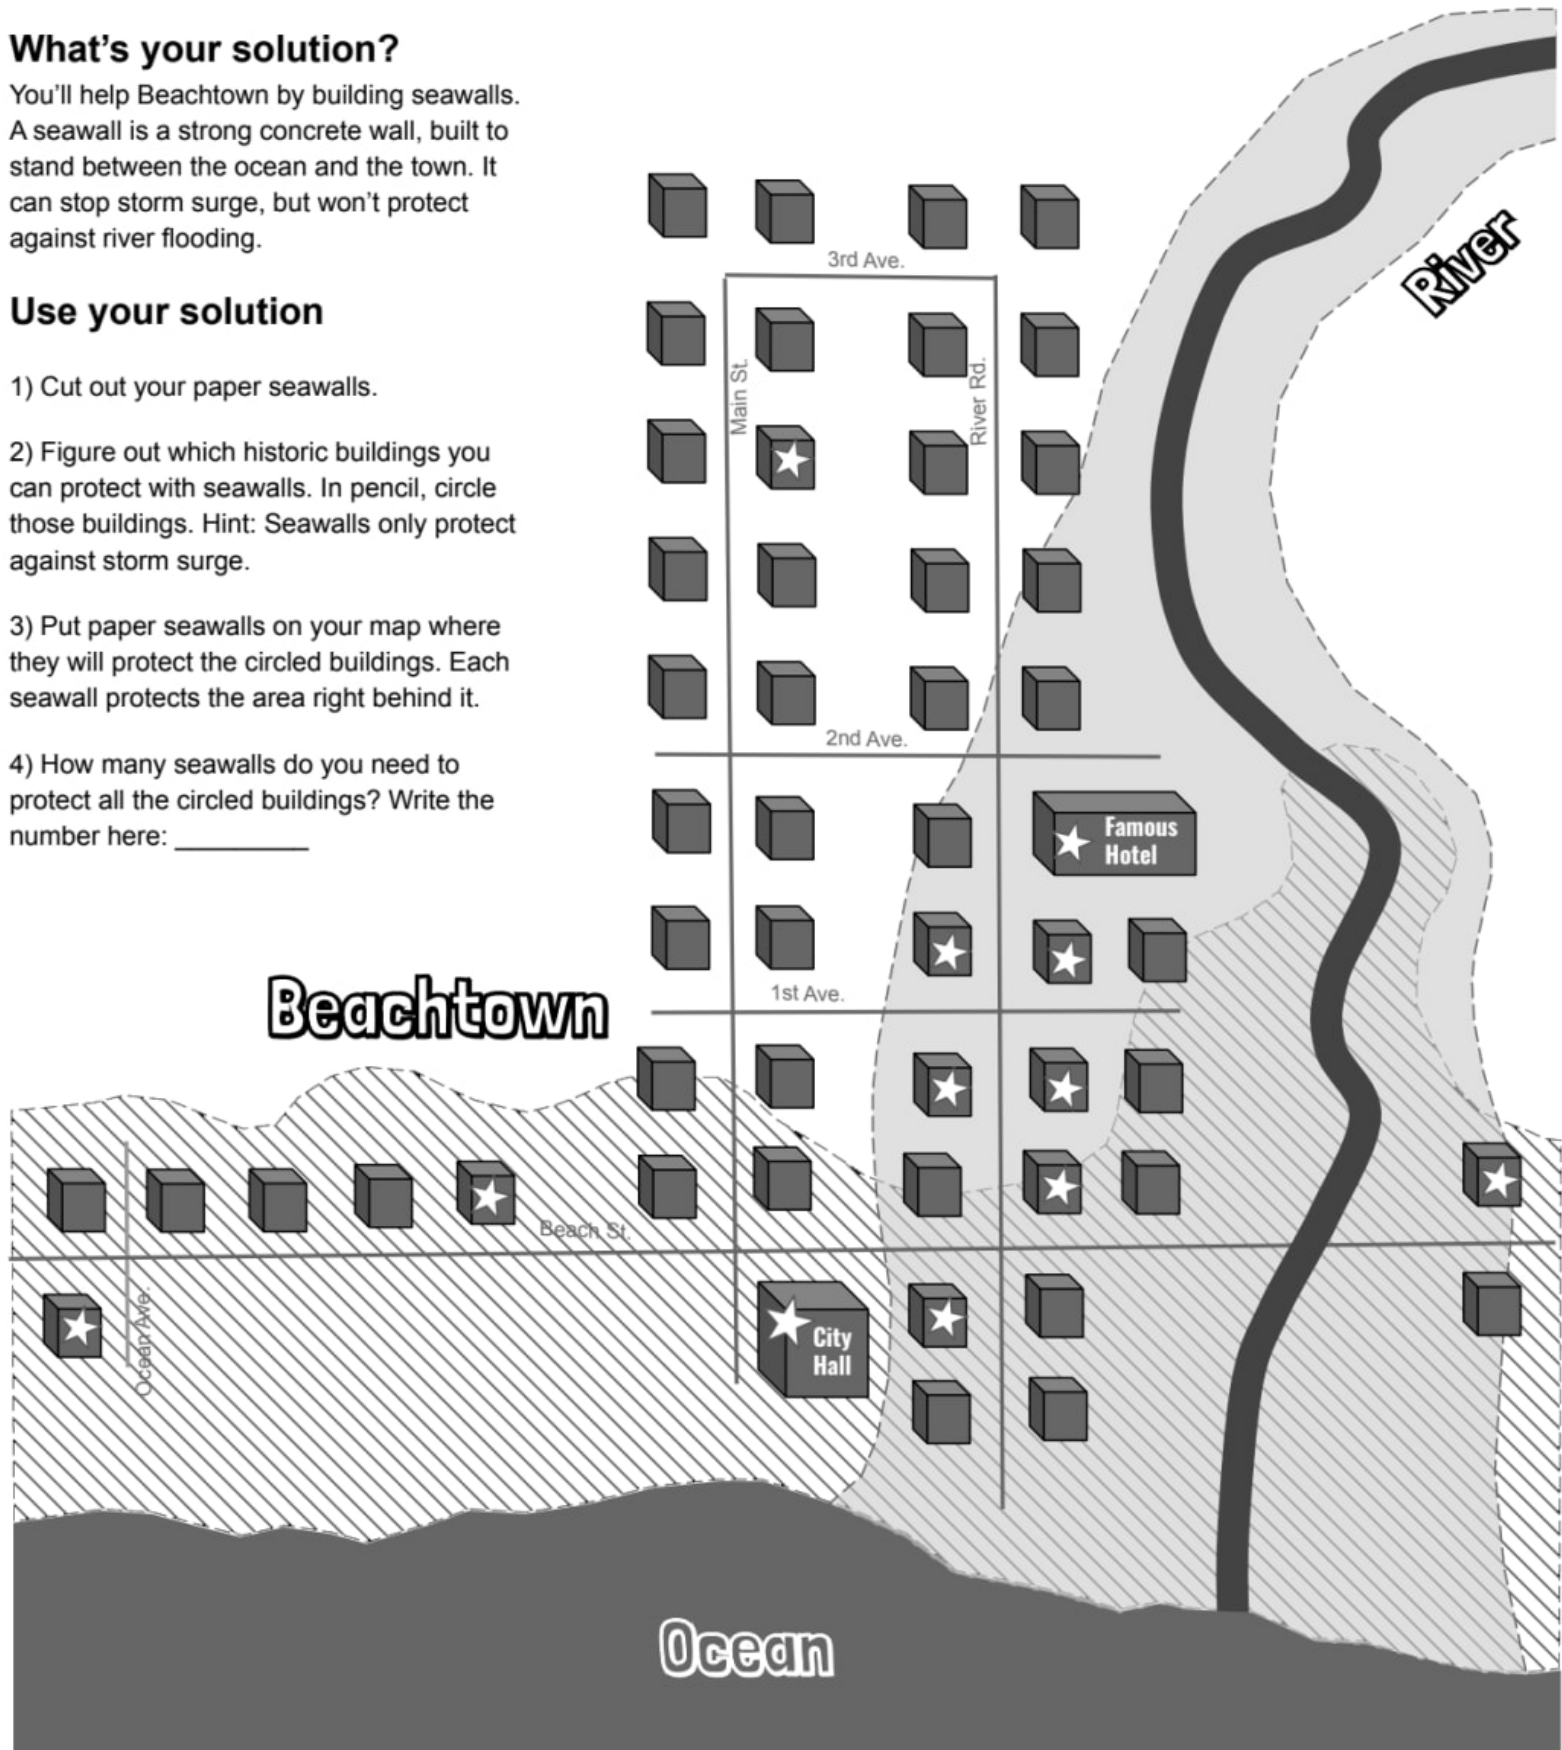 What's your solution?
You'll help Beachtown by building seawalls.
A seawall is a strong concrete wall, built to
stand between the ocean and the town. It
can stop storm surge, but won't protect
against river flooding.
Use your solution
1) Cut out your paper seawalls.
2) Figure out which historic buildings you
can protect with seawalls. In pencil, circle
those buildings. Hint: Seawalls only protect
against storm surge.
3) Put paper seawalls on your map where
they will protect the circled buildings. Each
seawall protects the area right behind it.
4) How many seawalls do you need to
protect all the circled buildings? Write the
number here: __________
River
3rd Ave.
Main St.
River Rd.
2nd Ave.
Famous
Hotel
1st Ave.
Beachtown
Beach St.
Ocean Ave.
City
Hall
Ocean